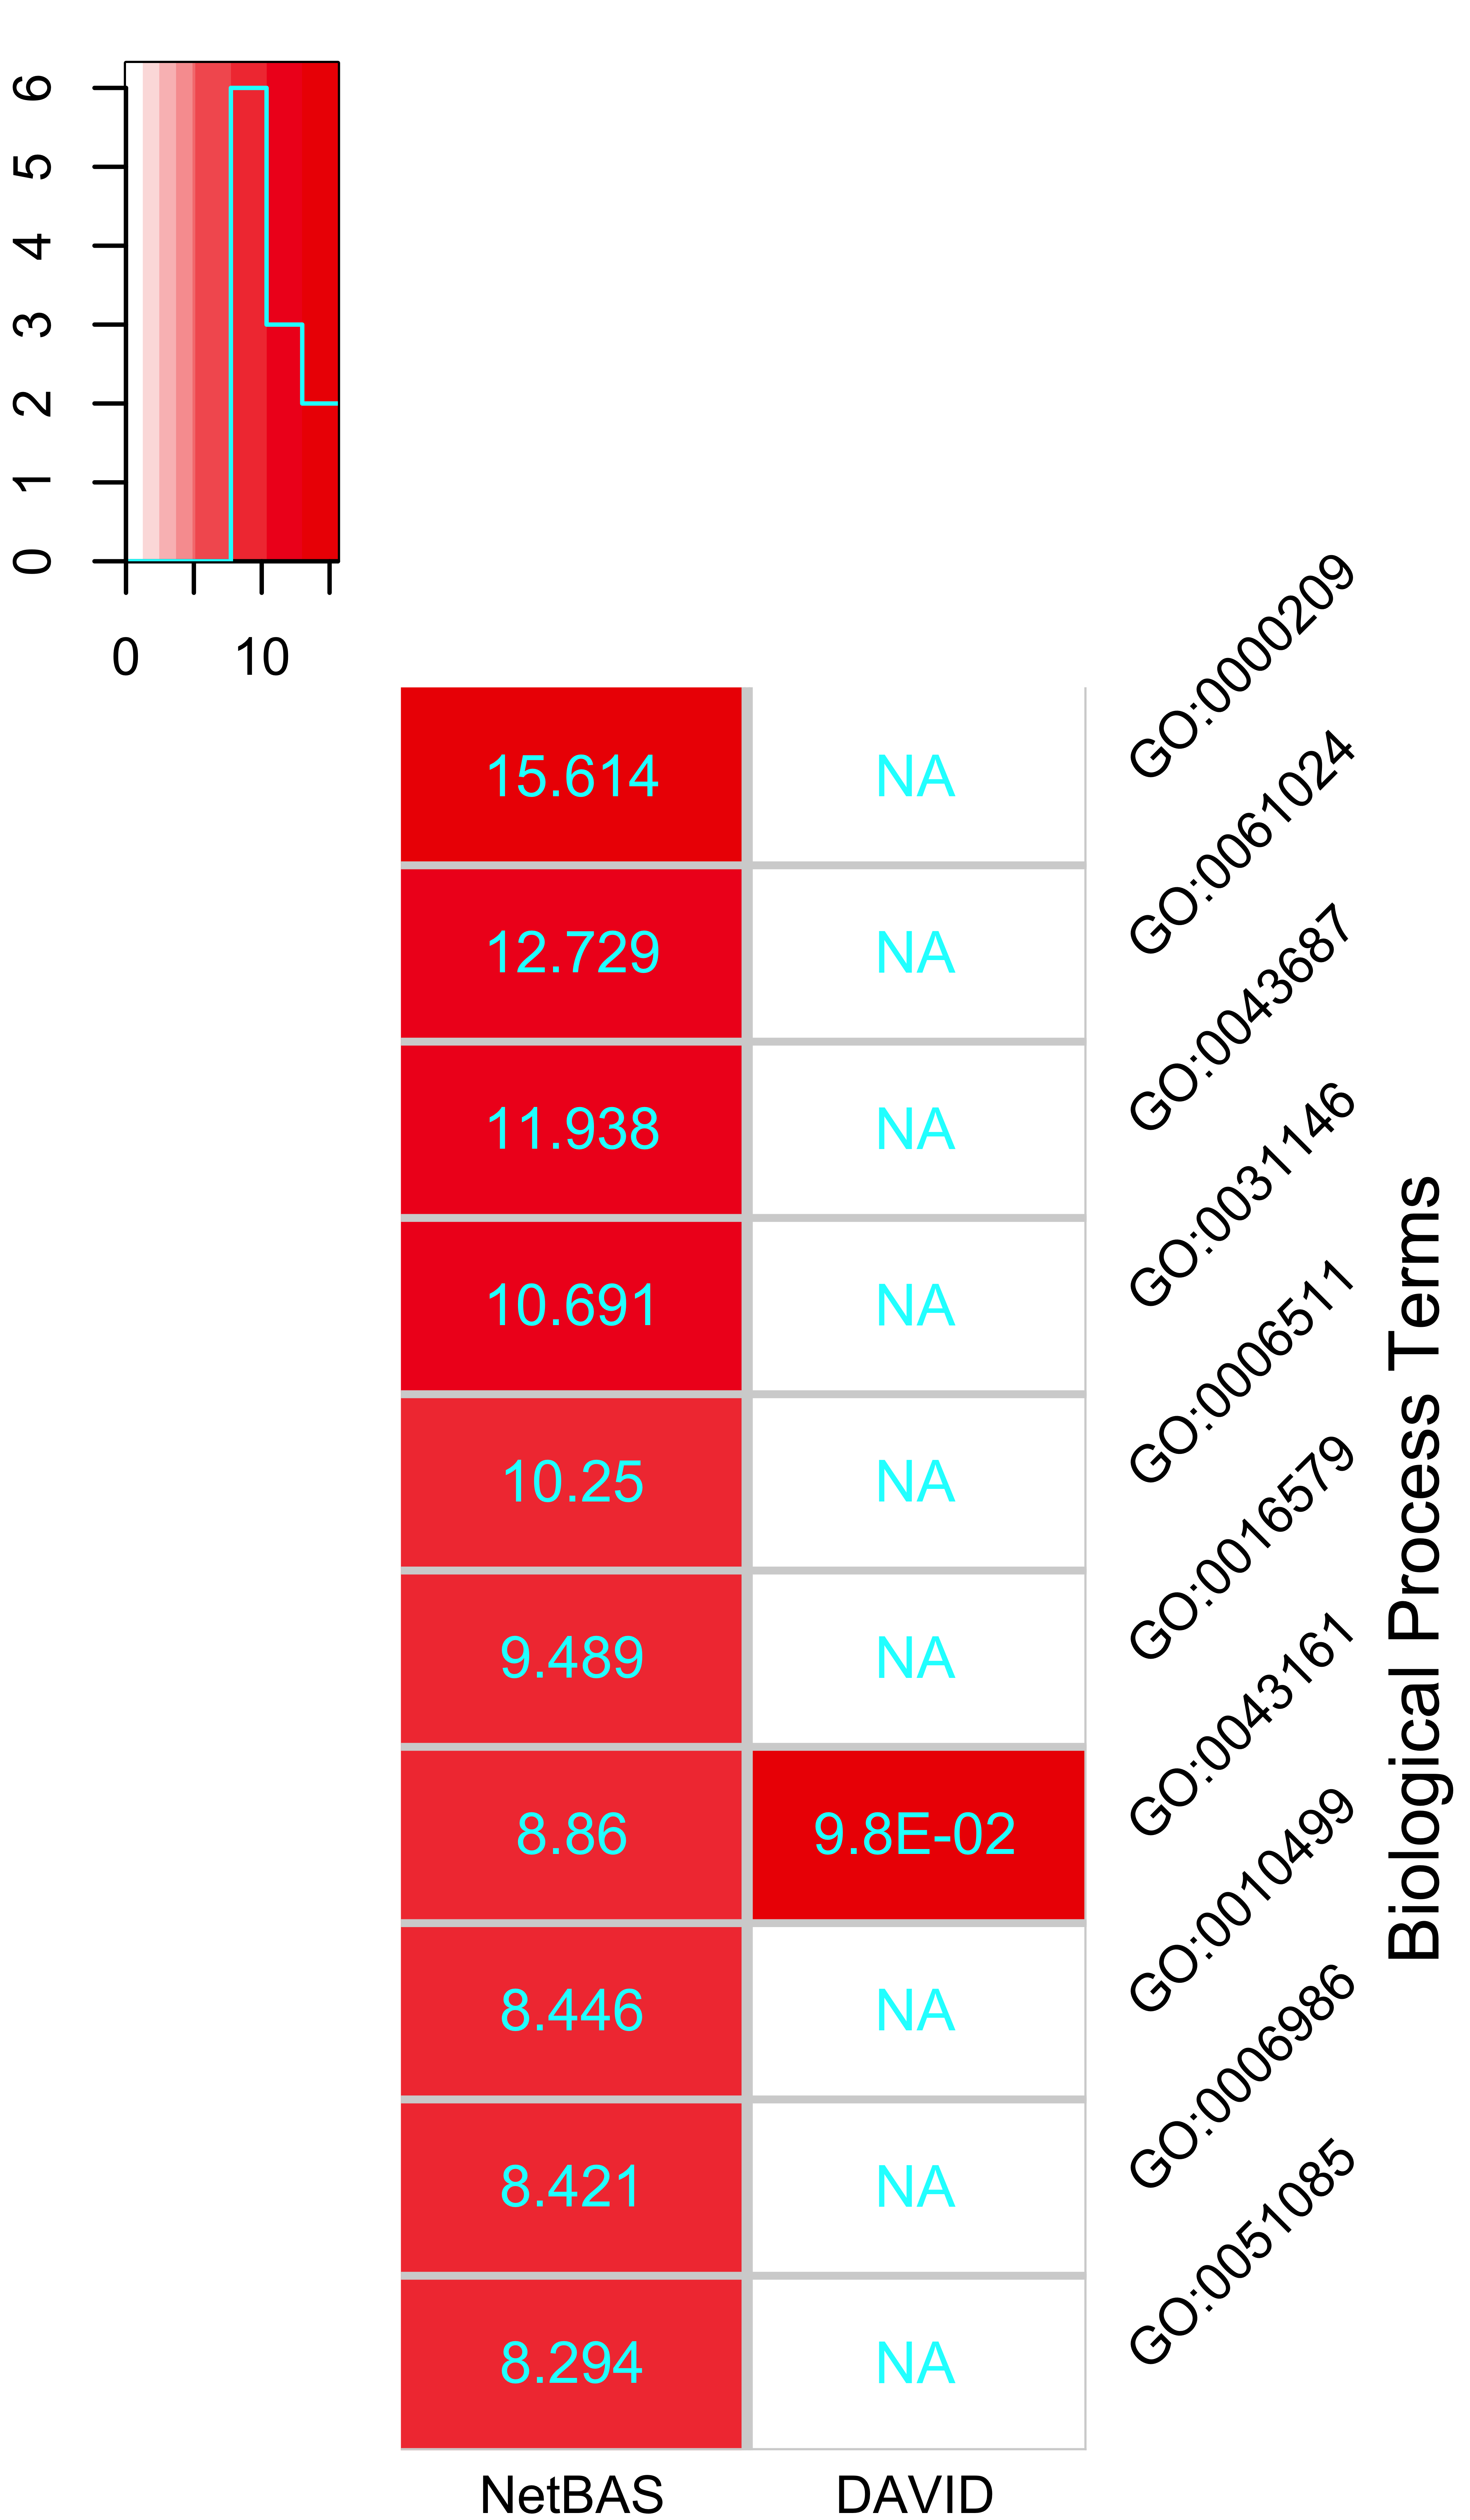 6
5
4
3
2
1
0
0 10
15.614 NA GO:0000209
12.729 NA GO:0061024
11.938 NA GO:0043687
10.691 NA GO:0031146
10.25 NA GO:0006511
9.489 NA GO:0016579
8.86 9.8E-02 GO:0043161
8.446 NA GO:0010499
8.421 NA GO:0006986
8.294 NA GO:0051085
Biological Process Terms
NetBAS DAVID